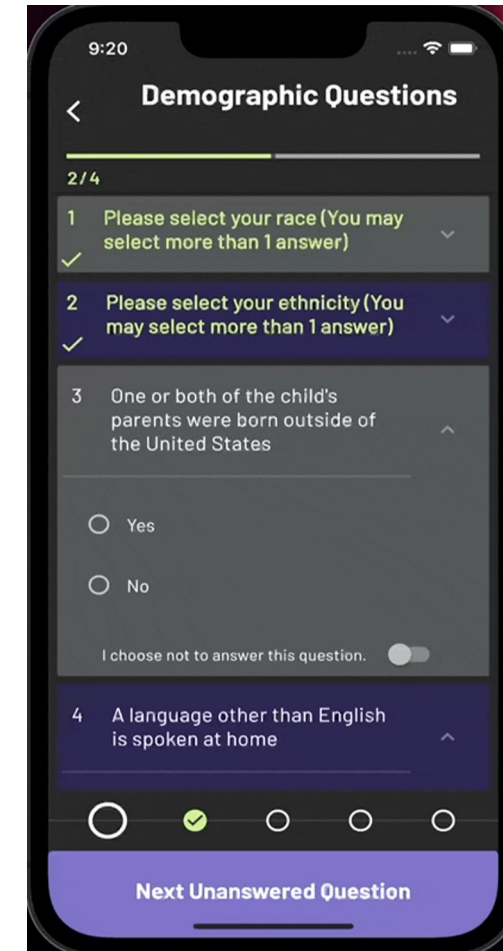 9:20
Demographic Questions
2/4
1 Please select your race (You may
select more than 1 answer)
2 Please select your ethnicity (You
may select more than 1 answer)
3 One or both of the child's
parents were born outside of
the United States
Yes
No
I choose not to answer this question.
4 A language other than English
is spoken at home
Next Unanswered Question